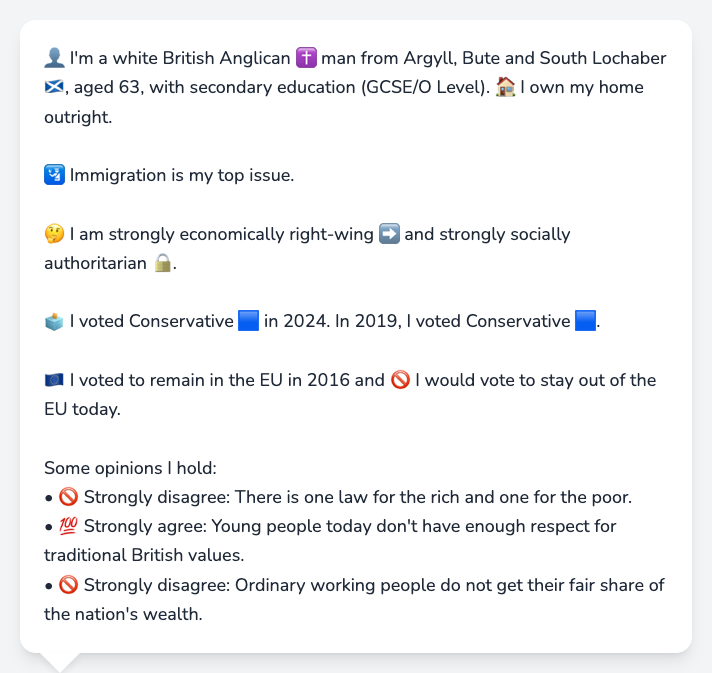 👤 I'm a white British Anglican ✝️ man from Argyll, Bute and South Lochaber
🏴󠁧󠁢󠁳󠁣󠁴󠁿, aged 63, with secondary education (GCSE/O Level). 🏠 I own my home
outright.
🛂 Immigration is my top issue.
🤔 I am strongly economically right-wing ➡️ and strongly socially
authoritarian 🔒.
🗳️ I voted Conservative 🟦 in 2024. In 2019, I voted Conservative 🟦.
🇪🇺 I voted to remain in the EU in 2016 and 🚫 I would vote to stay out of the
EU today.
Some opinions I hold:
• 🚫 Strongly disagree: There is one law for the rich and one for the poor.
• 💯 Strongly agree: Young people today don't have enough respect for
traditional British values.
• 🚫 Strongly disagree: Ordinary working people do not get their fair share of
the nation's wealth.